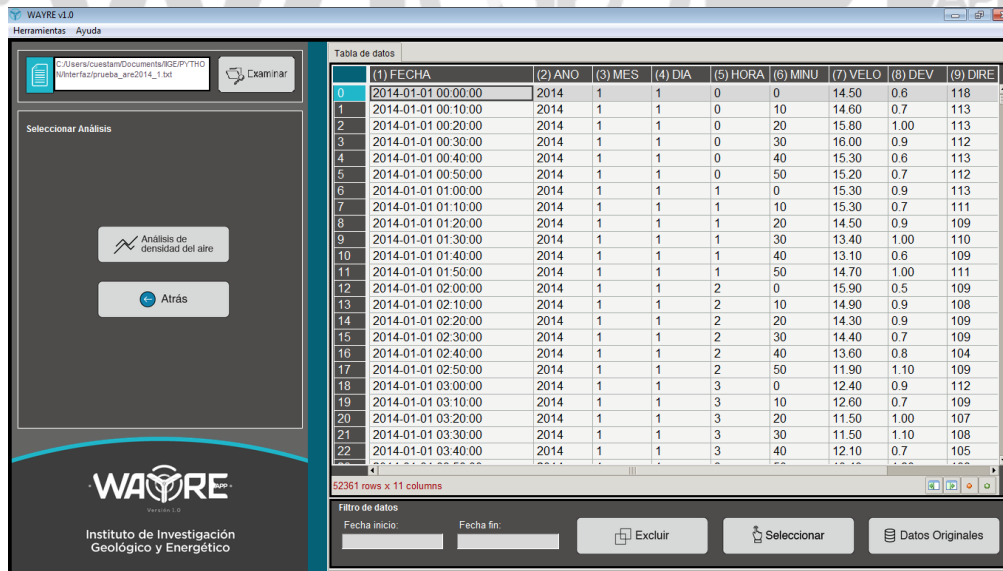 WAYRE v1.0
Herramientas Ayuda
C:/Users/cuestam/Documents/IIGE/PYTHO
N/Interfaz/prueba_are2014_1.txt
Examinar
Seleccionar Análisis
Análisis de
densidad del aire
Atrás
WAYRE
APP
Versión 1.0
Instituto de Investigación
Geológico y Energético
Tabla de datos
(1) FECHA (2) ANO (3) MES (4) DIA (5) HORA (6) MINU (7) VELO (8) DEV (9) DIRE
0 2014-01-01 00:00:00 2014 1 1 0 0 14.50 0.6 118
1 2014-01-01 00:10:00 2014 1 1 0 10 14.60 0.7 113
2 2014-01-01 00:20:00 2014 1 1 0 20 15.80 1.00 113
3 2014-01-01 00:30:00 2014 1 1 0 30 16.00 0.9 112
4 2014-01-01 00:40:00 2014 1 1 0 40 15.30 0.6 113
5 2014-01-01 00:50:00 2014 1 1 0 50 15.20 0.7 112
6 2014-01-01 01:00:00 2014 1 1 1 0 15.30 0.9 113
7 2014-01-01 01:10:00 2014 1 1 1 10 15.30 0.7 111
8 2014-01-01 01:20:00 2014 1 1 1 20 14.50 0.9 109
9 2014-01-01 01:30:00 2014 1 1 1 30 13.40 1.00 110
10 2014-01-01 01:40:00 2014 1 1 1 40 13.10 0.6 109
11 2014-01-01 01:50:00 2014 1 1 1 50 14.70 1.00 111
12 2014-01-01 02:00:00 2014 1 1 2 0 15.90 0.5 109
13 2014-01-01 02:10:00 2014 1 1 2 10 14.90 0.9 108
14 2014-01-01 02:20:00 2014 1 1 2 20 14.30 0.9 109
15 2014-01-01 02:30:00 2014 1 1 2 30 14.40 0.7 109
16 2014-01-01 02:40:00 2014 1 1 2 40 13.60 0.8 104
17 2014-01-01 02:50:00 2014 1 1 2 50 11.90 1.10 109
18 2014-01-01 03:00:00 2014 1 1 3 0 12.40 0.9 112
19 2014-01-01 03:10:00 2014 1 1 3 10 12.60 0.7 109
20 2014-01-01 03:20:00 2014 1 1 3 20 11.50 1.00 107
21 2014-01-01 03:30:00 2014 1 1 3 30 11.50 1.10 108
22 2014-01-01 03:40:00 2014 1 1 3 40 12.10 0.7 105
52361 rows x 11 columns
Filtro de datos
Fecha inicio: Fecha fin:
Excluir
Seleccionar
Datos Originales